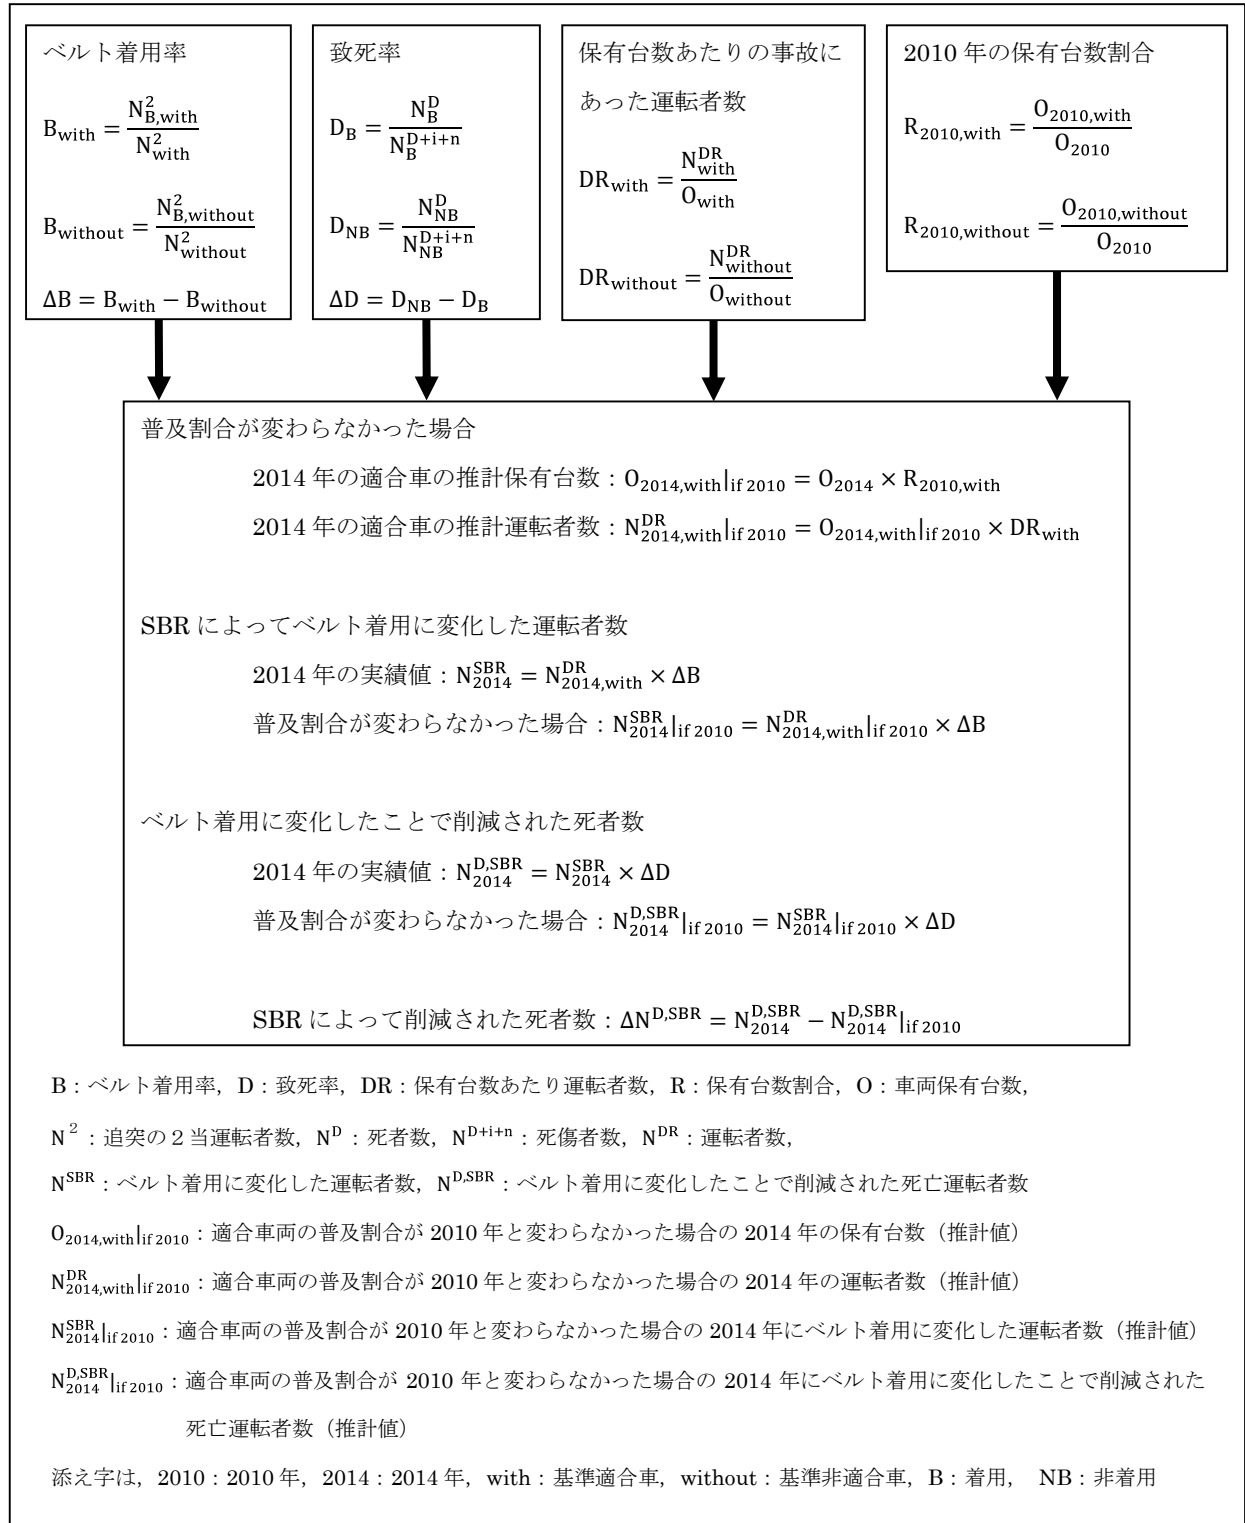 ベルト着用率
B_with = N²_B,with / N²_with
B_without = N²_B,without / N²_without
ΔB = B_with − B_without
致死率
D_B = N^D_B / N^D+i+n_B
D_NB = N^D_NB / N^D+i+n_NB
ΔD = D_NB − D_B
保有台数あたりの事故に
あった運転者数
DR_with = N^DR_with / O_with
DR_without = N^DR_without / O_without
2010 年の保有台数割合
R_2010,with = O_2010,with / O_2010
R_2010,without = O_2010,without / O_2010
普及割合が変わらなかった場合
2014 年の適合車の推計保有台数：O_2014,with|if 2010 = O_2014 × R_2010,with
2014 年の適合車の推計運転者数：N^DR_2014,with|if 2010 = O_2014,with|if 2010 × DR_with
SBR によってベルト着用に変化した運転者数
2014 年の実績値：N^SBR_2014 = N^DR_2014,with × ΔB
普及割合が変わらなかった場合：N^SBR_2014|if 2010 = N^DR_2014,with|if 2010 × ΔB
ベルト着用に変化したことで削減された死者数
2014 年の実績値：N^D,SBR_2014 = N^SBR_2014 × ΔD
普及割合が変わらなかった場合：N^D,SBR_2014|if 2010 = N^SBR_2014|if 2010 × ΔD
SBR によって削減された死者数：ΔN^D,SBR = N^D,SBR_2014 − N^D,SBR_2014|if 2010
B：ベルト着用率，D：致死率，DR：保有台数あたり運転者数，R：保有台数割合，O：車両保有台数，
N²：追突の２当運転者数，N^D：死者数，N^D+i+n：死傷者数，N^DR：運転者数，
N^SBR：ベルト着用に変化した運転者数，N^D,SBR：ベルト着用に変化したことで削減された死亡運転者数
O_2014,with|if 2010：適合車両の普及割合が 2010 年と変わらなかった場合の 2014 年の保有台数（推計値）
N^DR_2014,with|if 2010：適合車両の普及割合が 2010 年と変わらなかった場合の 2014 年の運転者数（推計値）
N^SBR_2014|if 2010：適合車両の普及割合が 2010 年と変わらなかった場合の 2014 年にベルト着用に変化した運転者数（推計値）
N^D,SBR_2014|if 2010：適合車両の普及割合が 2010 年と変わらなかった場合の 2014 年にベルト着用に変化したことで削減された
死亡運転者数（推計値）
添え字は，2010：2010 年，2014：2014 年，with：基準適合車，without：基準非適合車，B：着用， NB：非着用